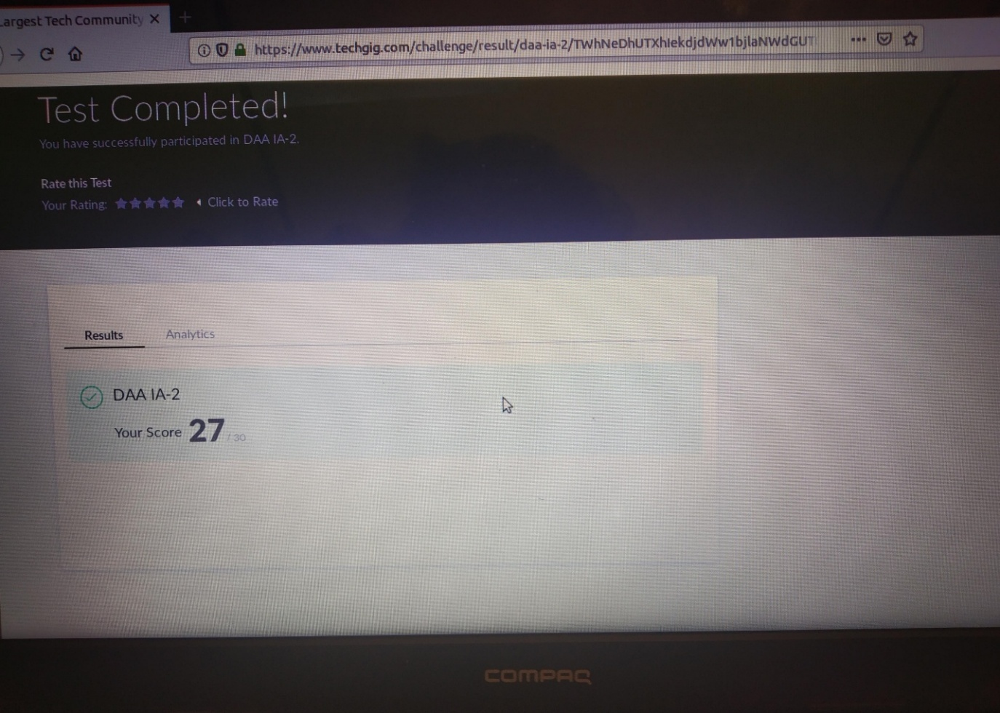 Largest Tech Community
https://www.techgig.com/challenge/result/daa-ia-2/
Test Completed!
You have successfully participated in DAA IA-2.
Rate this Test
Your Rating: Click to Rate
Results Analytics
DAA IA-2
Your Score 27 / 30
COMPAQ